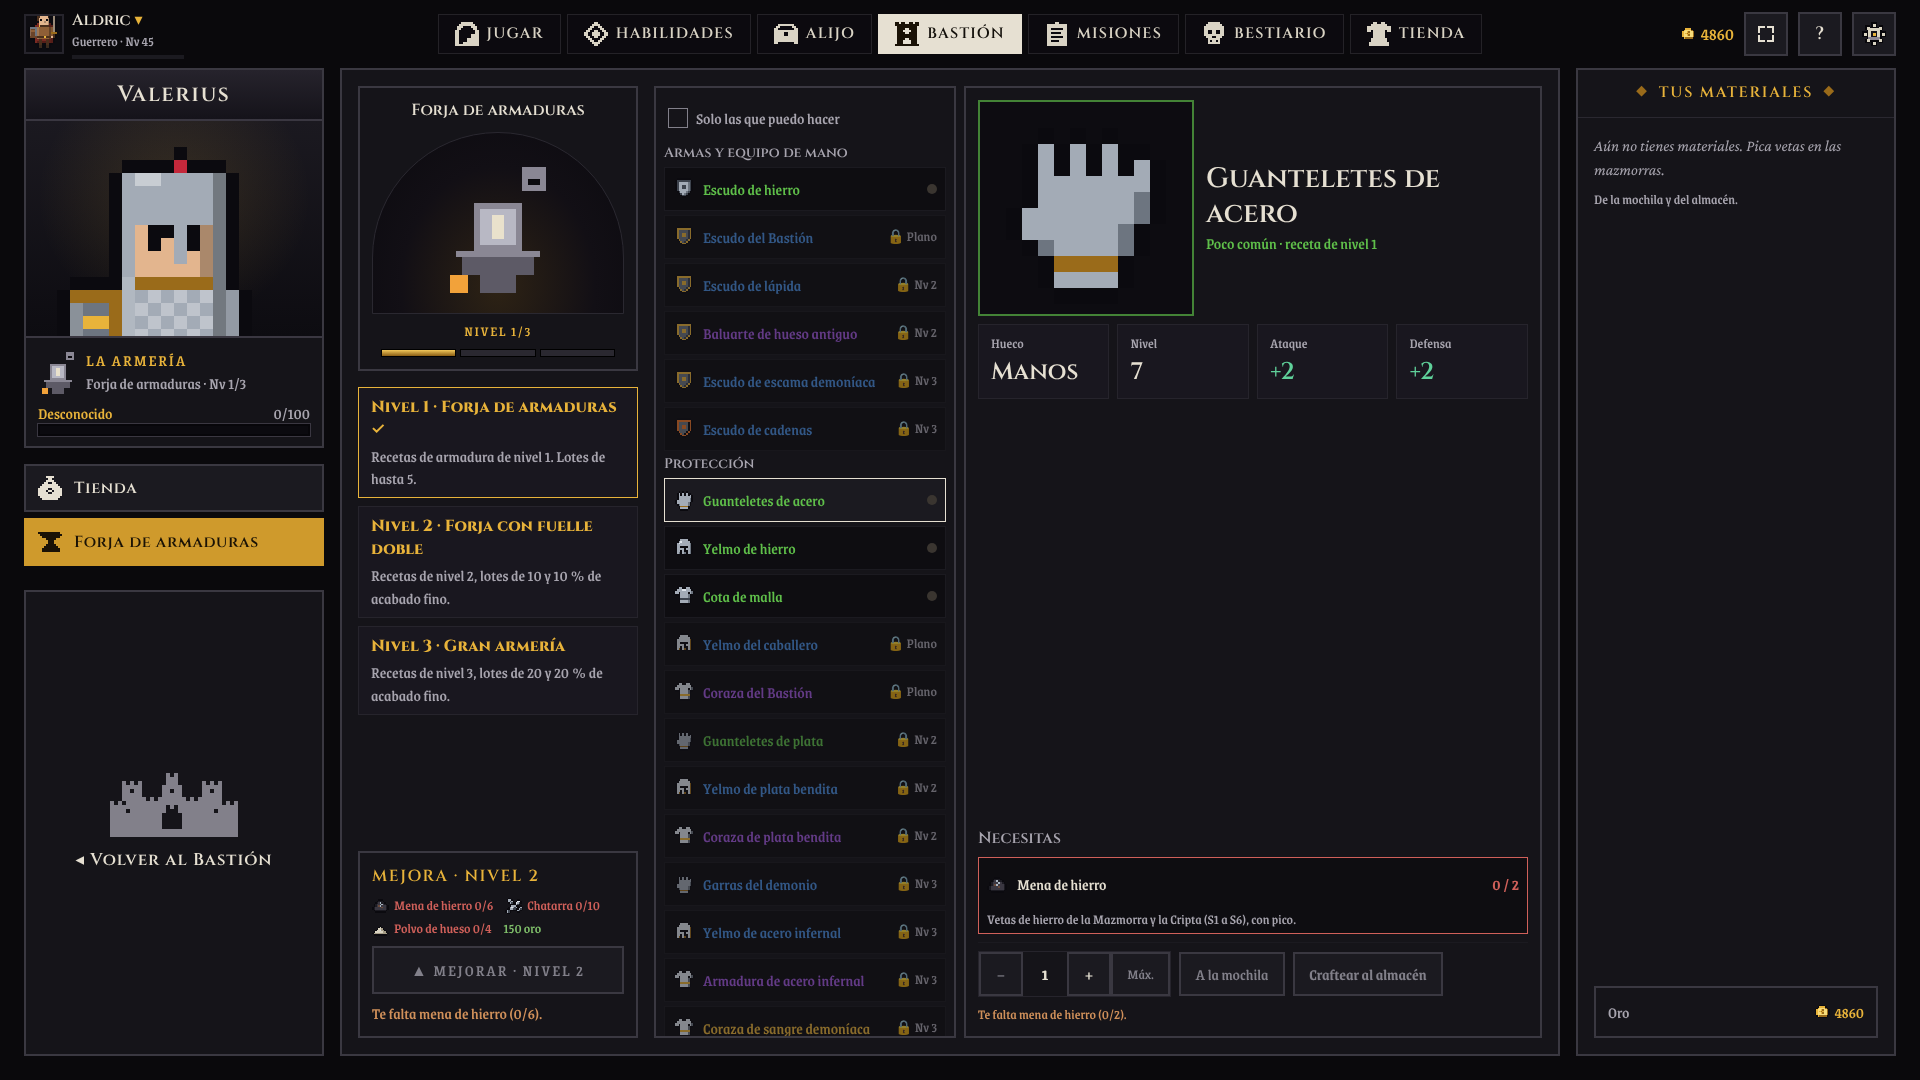 Aldric ▾
Guerrero · Nv 45
Jugar
Habilidades
Alijo
Bastión
Misiones
Bestiario
Tienda
4860
?
Valerius
La Armería
Forja de armaduras · Nv 1/3
Desconocido 0/100
Tienda
Forja de armaduras
◂ Volver al Bastión
Forja de armaduras
NIVEL 1/3
Nivel 1 · Forja de armaduras
✓
Recetas de armadura de nivel 1. Lotes de
hasta 5.
Nivel 2 · Forja con fuelle
doble
Recetas de nivel 2, lotes de 10 y 10 % de
acabado fino.
Nivel 3 · Gran armería
Recetas de nivel 3, lotes de 20 y 20 % de
acabado fino.
Mejora · Nivel 2
Mena de hierro 0/6 Chatarra 0/10
Polvo de hueso 0/4 150 oro
▲ MEJORAR · NIVEL 2
Te falta mena de hierro (0/6).
Solo las que puedo hacer
Armas y equipo de mano
Escudo de hierro
Escudo del Bastión Plano
Escudo de lápida Nv 2
Baluarte de hueso antiguo Nv 2
Escudo de escama demoníaca Nv 3
Escudo de cadenas Nv 3
Protección
Guanteletes de acero
Yelmo de hierro
Cota de malla
Yelmo del caballero Plano
Coraza del Bastión Plano
Guanteletes de plata Nv 2
Yelmo de plata bendita Nv 2
Coraza de plata bendita Nv 2
Garras del demonio Nv 3
Yelmo de acero infernal Nv 3
Armadura de acero infernal Nv 3
Coraza de sangre demoníaca Nv 3
Guanteletes de
acero
Poco común · receta de nivel 1
Hueco
Manos
Nivel
7
Ataque
+2
Defensa
+2
Necesitas
Mena de hierro 0 / 2
Vetas de hierro de la Mazmorra y la Cripta (S1 a S6), con pico.
− 1 + Máx. A la mochila Craftear al almacén
Te falta mena de hierro (0/2).
Tus materiales
Aún no tienes materiales. Pica vetas en las
mazmorras.
De la mochila y del almacén.
Oro 4860